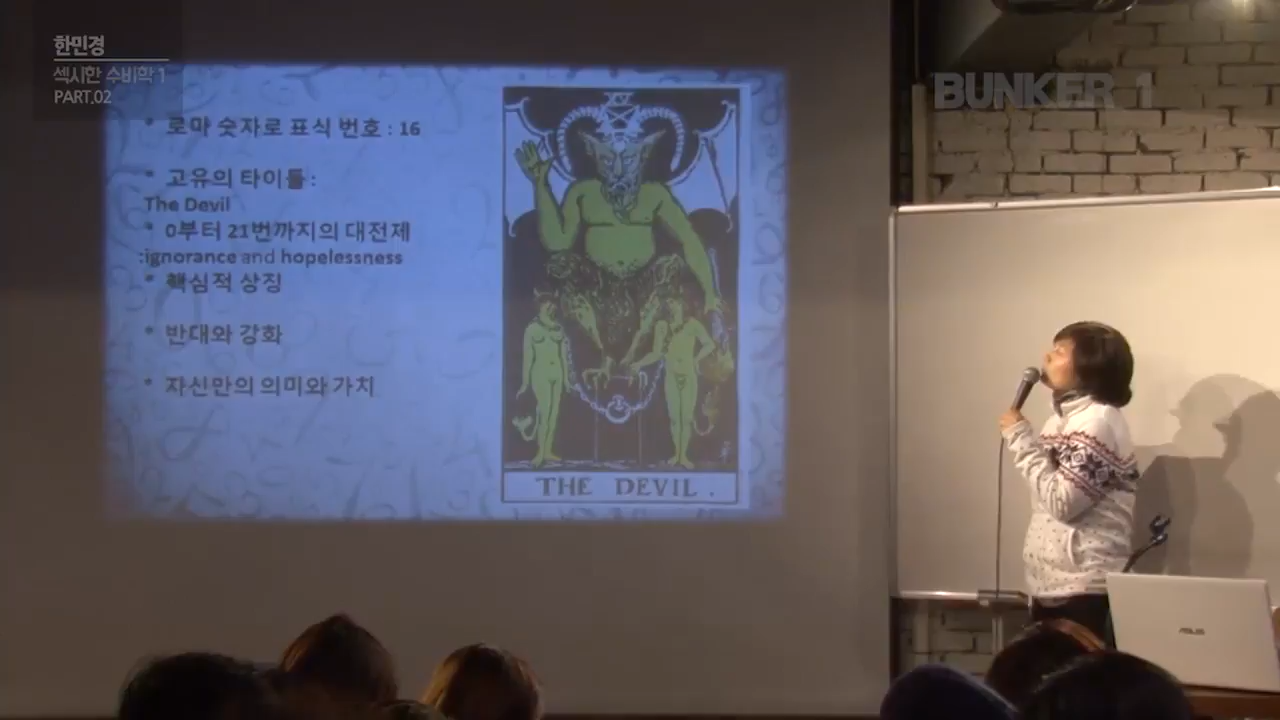 한민경
섹시한 수비학 1
PART.02
BUNKER 1
* 로마 숫자로 표식 번호 : 16
* 고유의 타이틀 :
The Devil
* 0부터 21번까지의 대전제
:ignorance and hopelessness
* 핵심적 상징
* 반대와 강화
* 자신만의 의미와 가치
XV
THE DEVIL .
ASUS